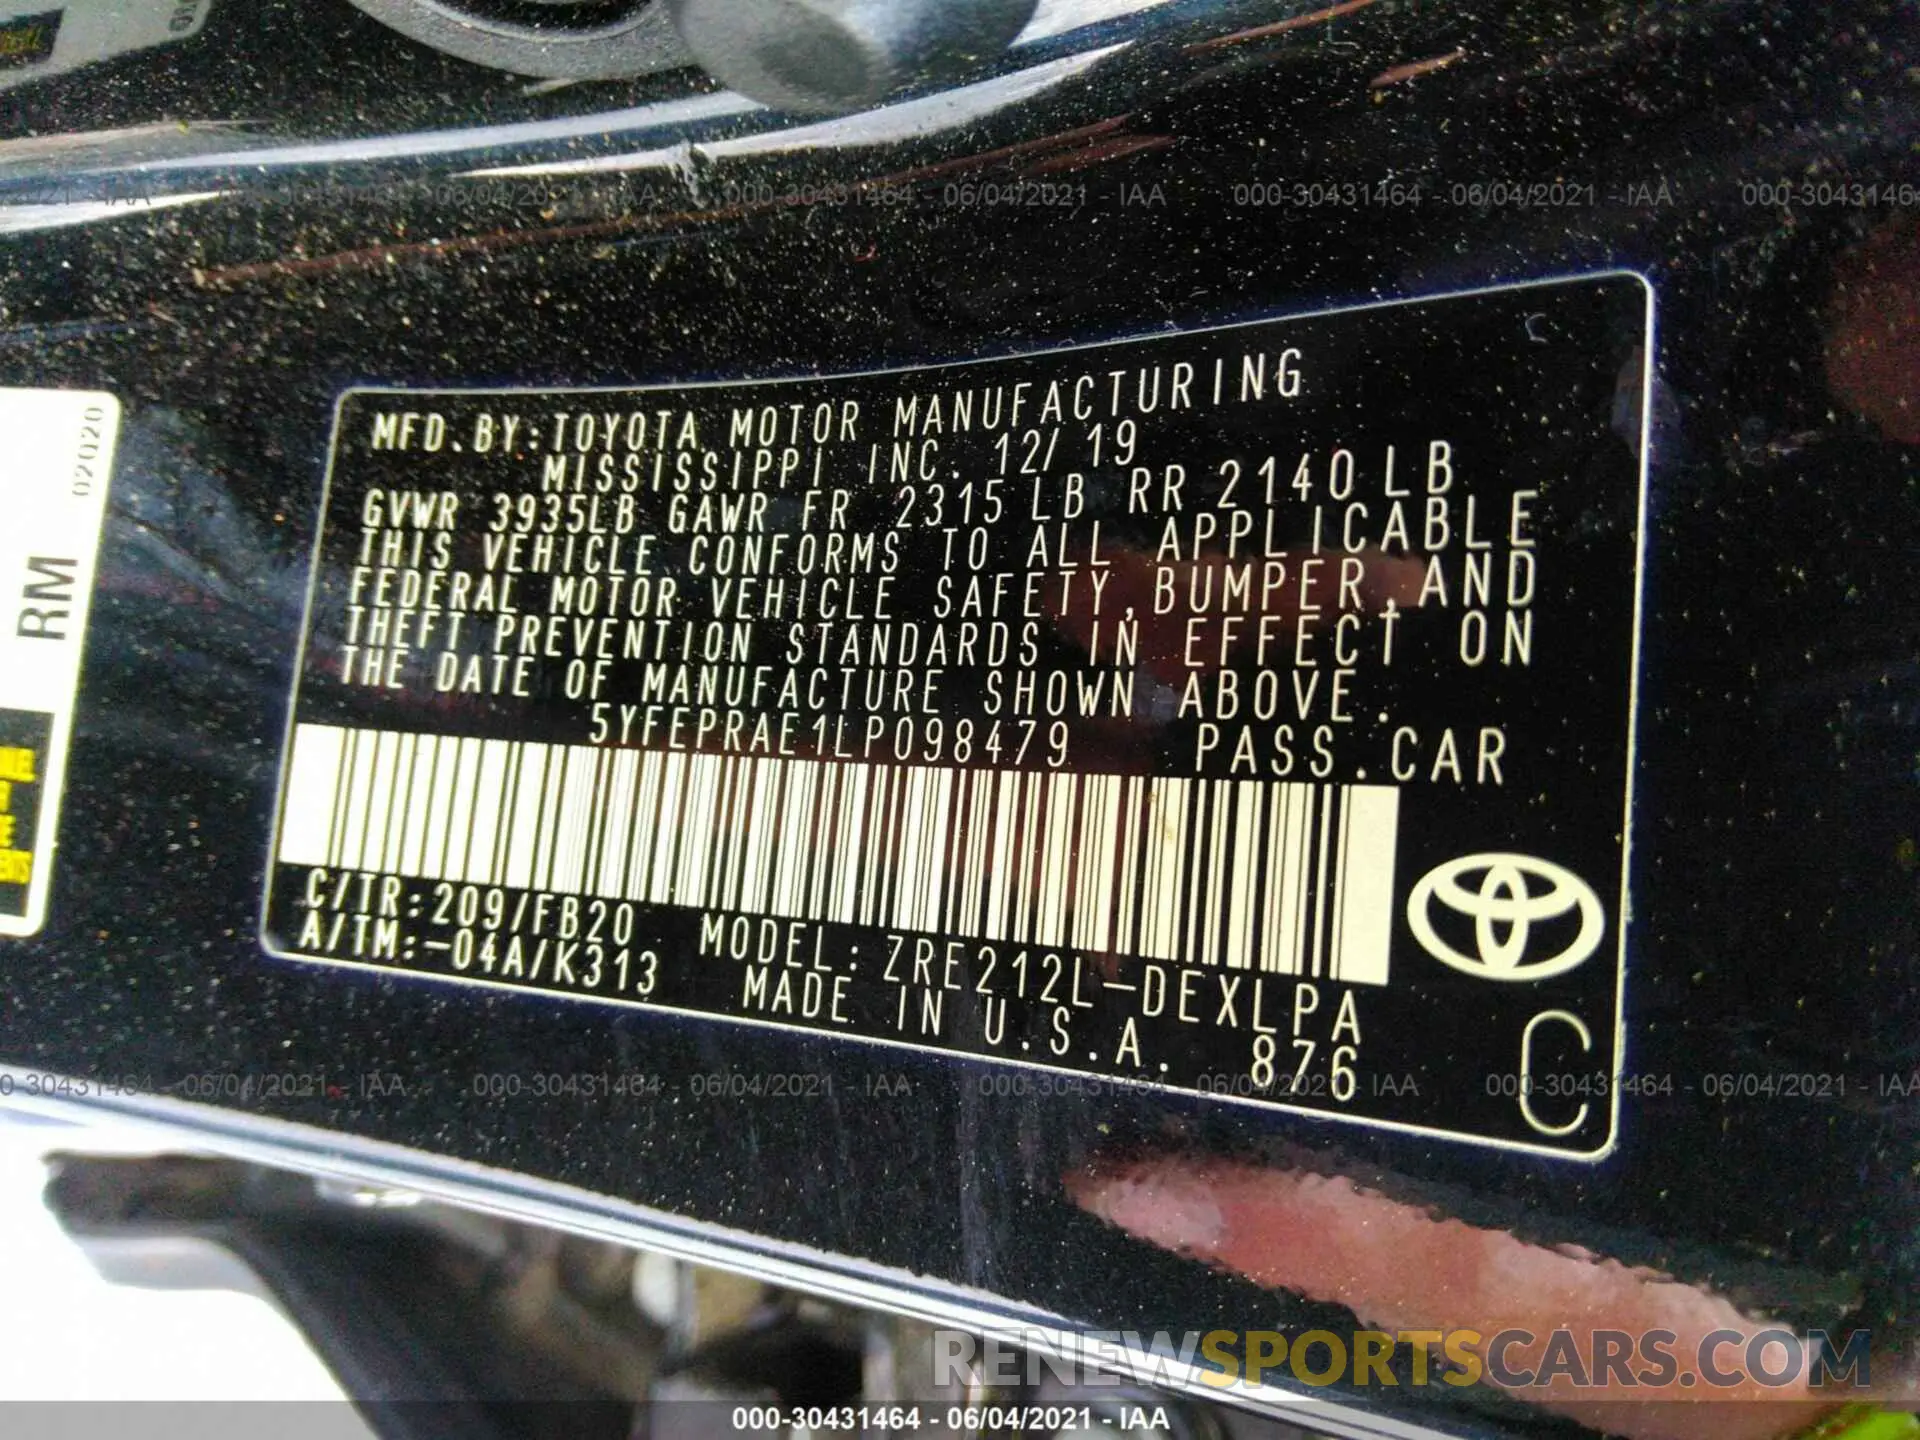 000-30431464 - 06/04/2021 - IAA
000-30431464 - 06/04/2021 - IAA
000-30431464 - 06/04/2021 - IAA
02020
RM
MFD.BY:TOYOTA MOTOR MANUFACTURING
MISSISSIPPI INC. 12/ 19
GVWR 3935LB GAWR FR 2315 LB RR 2140 LB
THIS VEHICLE CONFORMS TO ALL APPLICABLE
FEDERAL MOTOR VEHICLE SAFETY, BUMPER, AND
THEFT PREVENTION STANDARDS IN EFFECT ON
THE DATE OF MANUFACTURE SHOWN ABOVE.
5YFEPRAE1LP098479 PASS.CAR
C/TR:209/FB20 MODEL: ZRE212L-DEXLPA
A/TM:-04A/K313 MADE IN U.S.A. 876
C
000-30431464 - 06/04/2021 - IAA
000-30431464 - 06/04/2021 - IAA
000-30431464 - 06/04/2021 - IAA
000-30431464 - 06/04/2021 - IAA
RENEWSPORTSCARS.COM
000-30431464 - 06/04/2021 - IAA